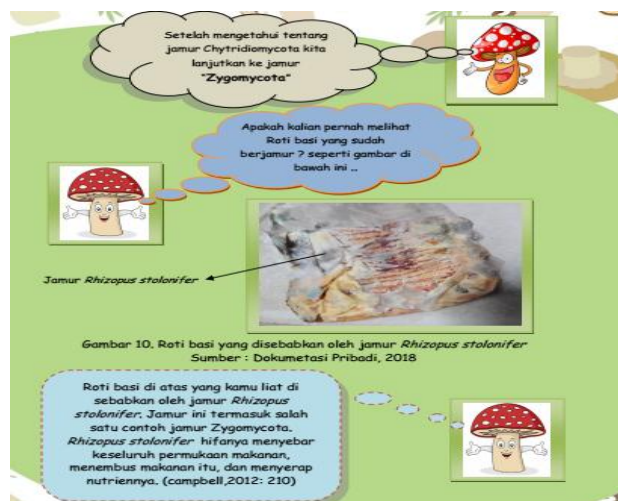 Setelah mengetahui tentang
jamur Chytridiomycota kita
lanjutkan ke jamur
"Zygomycota"
Apakah kalian pernah melihat
Roti basi yang sudah
berjamur ? seperti gambar di
bawah ini ..
Jamur Rhizopus stolonifer
Gambar 10. Roti basi yang disebabkan oleh jamur Rhizopus stolonifer
Sumber : Dokumetasi Pribadi, 2018
Roti basi di atas yang kamu liat di
sebabkan oleh jamur Rhizopus
stolonifer. Jamur ini termasuk salah
satu contoh jamur Zygomycota.
Rhizopus stolonifer hifanya menyebar
keseluruh permukaan makanan,
menembus makanan itu, dan menyerap
nutriennya. (campbell,2012: 210)